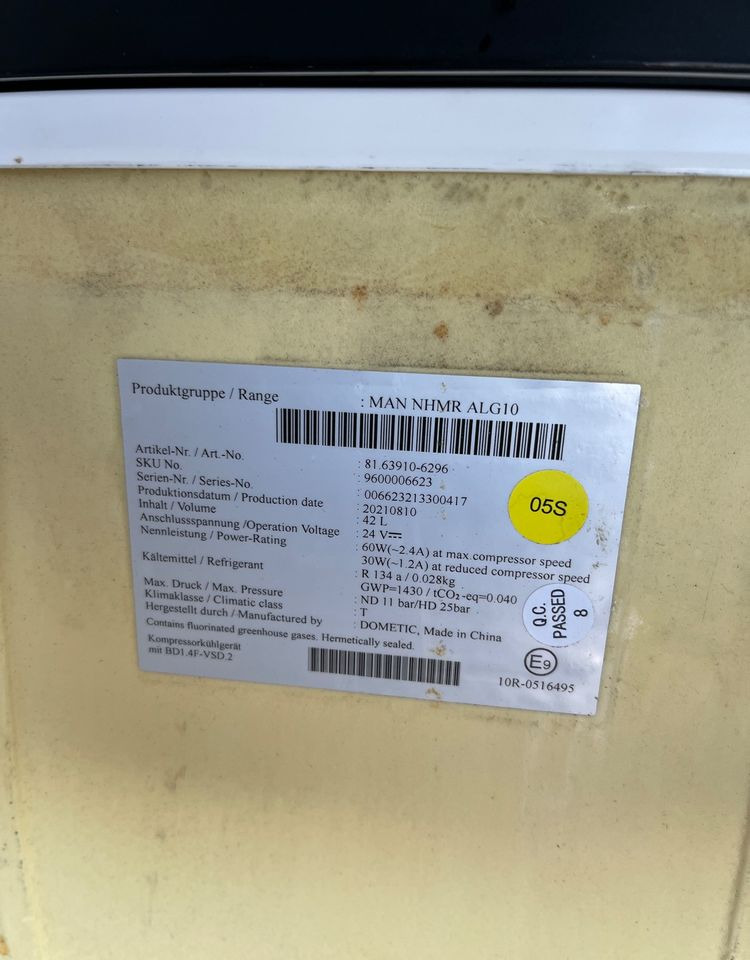 Produktgruppe / Range : MAN NHMR ALG10
Artikel-Nr. / Art.-No. : 81.63910-6296
SKU No. : 9600006623
Serien-Nr. / Series-No. : 006623213300417
Produktionsdatum / Production date : 20210810
Inhalt / Volume : 42 L
Anschlussspannung /Operation Voltage : 24 V⎓
Nennleistung / Power-Rating : 60W(~2.4A) at max.compressor speed
30W(~1.2A) at reduced compressor speed
Kältemittel / Refrigerant : R 134 a / 0.028kg
GWP=1430 / tCO₂-eq=0.040
Max. Druck / Max. Pressure : ND 11 bar/HD 25bar
Klimaklasse / Climatic class : T
Hergestellt durch / Manufactured by : DOMETIC, Made in China
Contains fluorinated greenhouse gases. Hermetically sealed.
Kompressorkühlgerät
mit BD1.4F-VSD.2
05S
Q.C.
PASSED
8
E9
10R-0516495